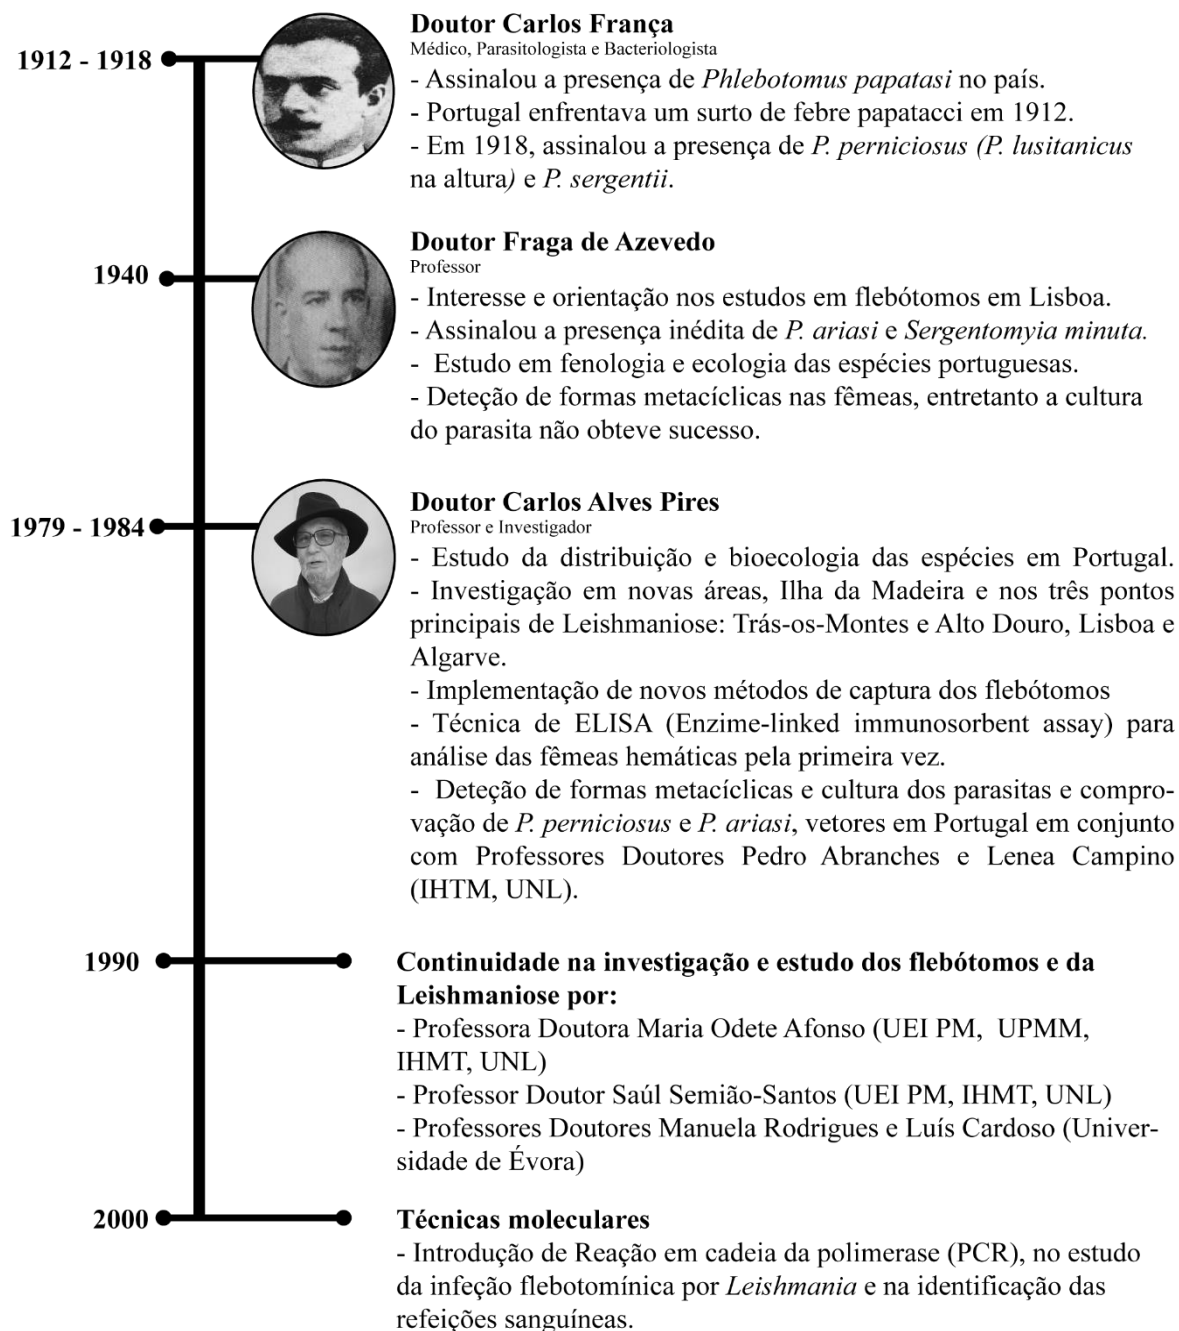 1912 - 1918
Doutor Carlos França
Médico, Parasitologista e Bacteriologista
- Assinalou a presença de Phlebotomus papatasi no país.
- Portugal enfrentava um surto de febre papatacci em 1912.
- Em 1918, assinalou a presença de P. perniciosus (P. lusitanicus
na altura) e P. sergentii.
1940
Doutor Fraga de Azevedo
Professor
- Interesse e orientação nos estudos em flebótomos em Lisboa.
- Assinalou a presença inédita de P. ariasi e Sergentomyia minuta.
- Estudo em fenologia e ecologia das espécies portuguesas.
- Deteção de formas metacíclicas nas fêmeas, entretanto a cultura
do parasita não obteve sucesso.
1979 - 1984
Doutor Carlos Alves Pires
Professor e Investigador
- Estudo da distribuição e bioecologia das espécies em Portugal.
- Investigação em novas áreas, Ilha da Madeira e nos três pontos
principais de Leishmaniose: Trás-os-Montes e Alto Douro, Lisboa e
Algarve.
- Implementação de novos métodos de captura dos flebótomos
- Técnica de ELISA (Enzime-linked immunosorbent assay) para
análise das fêmeas hemáticas pela primeira vez.
- Deteção de formas metacíclicas e cultura dos parasitas e compro-
vação de P. perniciosus e P. ariasi, vetores em Portugal em conjunto
com Professores Doutores Pedro Abranches e Lenea Campino
(IHTM, UNL).
1990
Continuidade na investigação e estudo dos flebótomos e da
Leishmaniose por:
- Professora Doutora Maria Odete Afonso (UEI PM, UPMM,
IHMT, UNL)
- Professor Doutor Saúl Semião-Santos (UEI PM, IHMT, UNL)
- Professores Doutores Manuela Rodrigues e Luís Cardoso (Univer-
sidade de Évora)
2000
Técnicas moleculares
- Introdução de Reação em cadeia da polimerase (PCR), no estudo
da infeção flebotomínica por Leishmania e na identificação das
refeições sanguíneas.